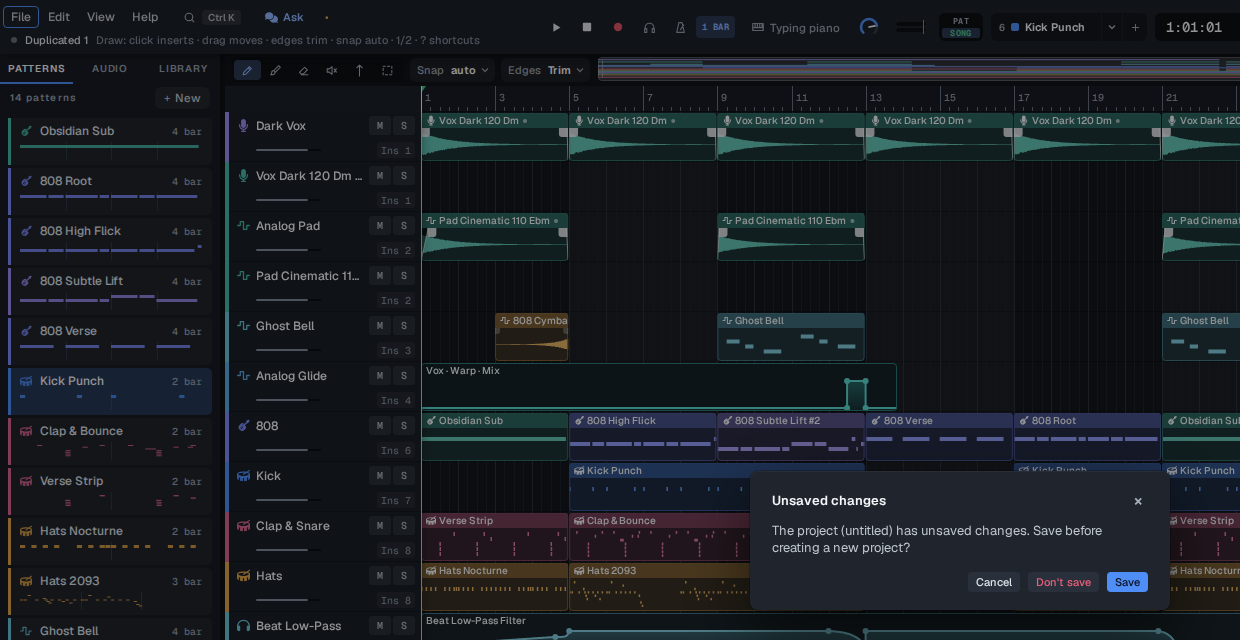 File Edit View Help Ctrl K Ask
1 BAR Typing piano PAT SONG 6 Kick Punch 1:01:01
Duplicated 1 Draw: click inserts · drag moves · edges trim · snap auto · 1/2 · ? shortcuts
PATTERNS AUDIO LIBRARY
Snap auto Edges Trim
14 patterns + New
1 3 5 7 9 11 13 15 17 19 21
Obsidian Sub 4 bar
808 Root 4 bar
808 High Flick 4 bar
808 Subtle Lift 4 bar
808 Verse 4 bar
Kick Punch 2 bar
Clap & Bounce 2 bar
Verse Strip 2 bar
Hats Nocturne 2 bar
Hats 2093 3 bar
Ghost Bell 4 bar
Dark Vox M S
Ins 1
Vox Dark 120 Dm Vox Dark 120 Dm Vox Dark 120 Dm Vox Dark 120 Dm Vox Dark 120 Dm Vox Dark 120 D
Vox Dark 120 Dm ... M S
Ins 1
Analog Pad M S
Ins 2
Pad Cinematic 110 Ebm Pad Cinematic 110 Ebm Pad Cinemat
Pad Cinematic 11... M S
Ins 2
Ghost Bell M S
Ins 3
808 Cymba Ghost Bell Ghost Bell
Analog Glide M S
Ins 4
Vox · Warp · Mix
808 M S
Ins 6
Obsidian Sub 808 High Flick 808 Subtle Lift #2 808 Verse 808 Root Obsidian Sul
Kick M S
Ins 7
Kick Punch Kick Punch Kick Punch
Clap & Snare M S
Ins 8
Verse Strip Clap & Bounce Verse Strip
Hats M S
Ins 8
Hats Nocturne Hats 2093 Hats Noctur
Beat Low-Pass M S
Beat Low-Pass Filter
Unsaved changes ×
The project (untitled) has unsaved changes. Save before
creating a new project?
Cancel Don't save Save